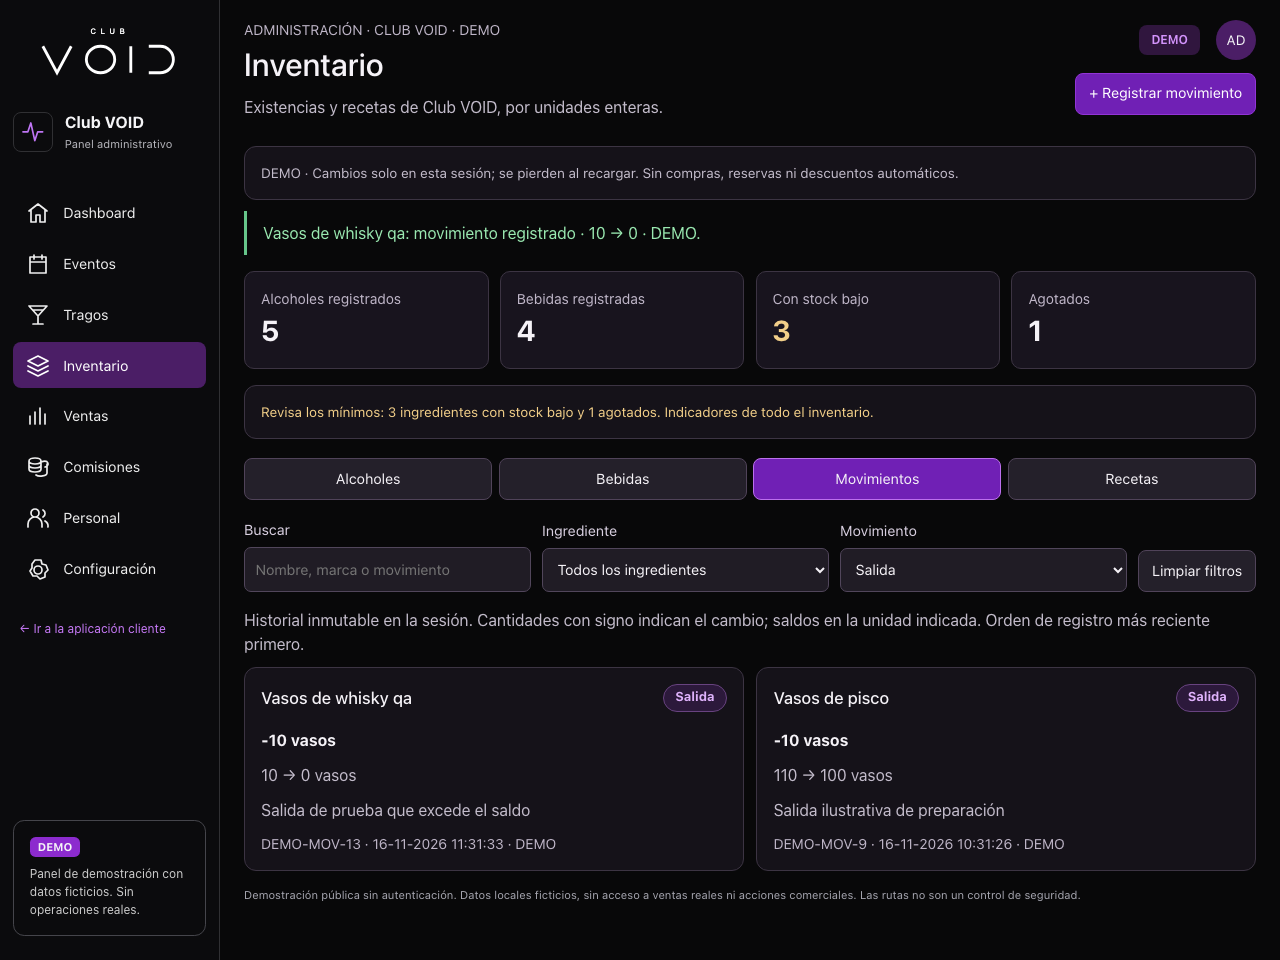 CLUB
VOID
Club VOID
Panel administrativo
Dashboard
Eventos
Tragos
Inventario
Ventas
Comisiones
Personal
Configuración
← Ir a la aplicación cliente
DEMO
Panel de demostración con
datos ficticios. Sin
operaciones reales.
ADMINISTRACIÓN · CLUB VOID · DEMO
Inventario
Existencias y recetas de Club VOID, por unidades enteras.
DEMO
AD
+ Registrar movimiento
DEMO · Cambios solo en esta sesión; se pierden al recargar. Sin compras, reservas ni descuentos automáticos.
Vasos de whisky qa: movimiento registrado · 10 → 0 · DEMO.
Alcoholes registrados
5
Bebidas registradas
4
Con stock bajo
3
Agotados
1
Revisa los mínimos: 3 ingredientes con stock bajo y 1 agotados. Indicadores de todo el inventario.
Alcoholes
Bebidas
Movimientos
Recetas
Buscar
Nombre, marca o movimiento
Ingrediente
Todos los ingredientes
Movimiento
Salida
Limpiar filtros
Historial inmutable en la sesión. Cantidades con signo indican el cambio; saldos en la unidad indicada. Orden de registro más reciente
primero.
Vasos de whisky qa
Salida
-10 vasos
10 → 0 vasos
Salida de prueba que excede el saldo
DEMO-MOV-13 · 16-11-2026 11:31:33 · DEMO
Vasos de pisco
Salida
-10 vasos
110 → 100 vasos
Salida ilustrativa de preparación
DEMO-MOV-9 · 16-11-2026 10:31:26 · DEMO
Demostración pública sin autenticación. Datos locales ficticios, sin acceso a ventas reales ni acciones comerciales. Las rutas no son un control de seguridad.